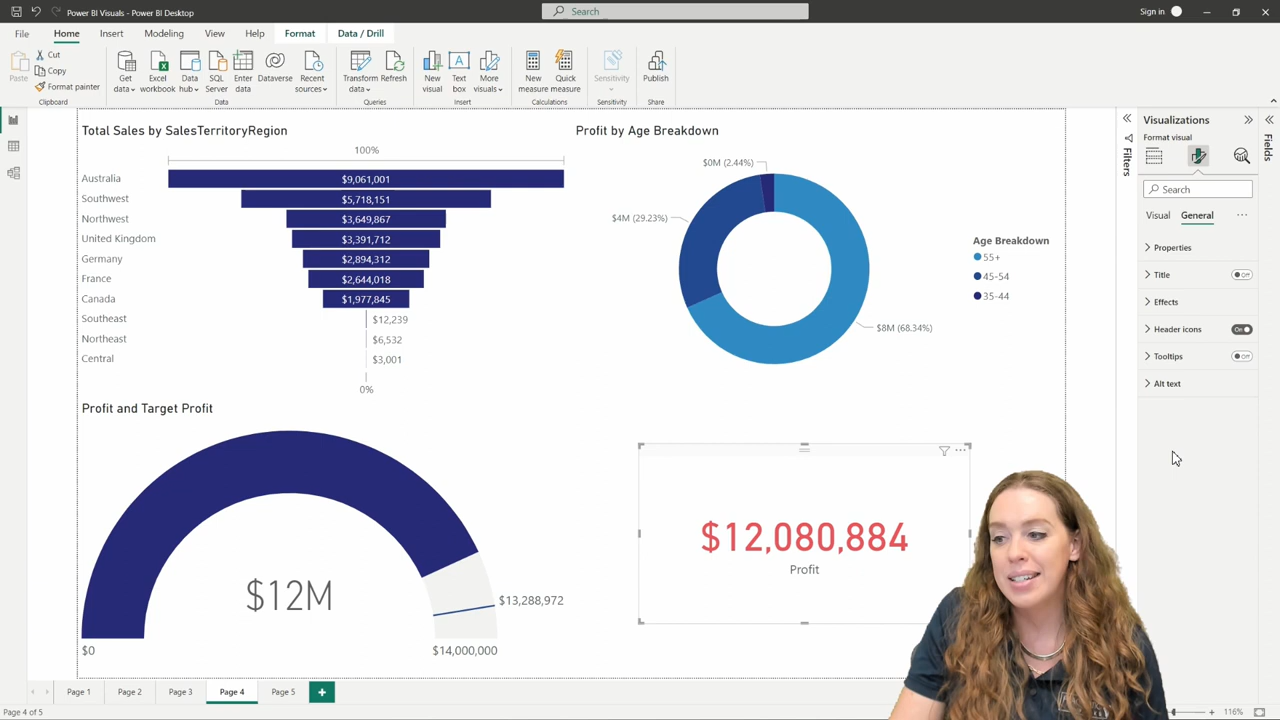 Power BI Visuals - Power BI Desktop
Search
Sign in
File
Home
Insert
Modeling
View
Help
Format
Data / Drill
Paste
Cut
Copy
Format painter
Clipboard
Get data
Excel workbook
Data hub
SQL Server
Enter data
Dataverse
Recent sources
Data
Transform data
Refresh
Queries
New visual
Text box
More visuals
Insert
New measure
Quick measure
Calculations
Sensitivity
Sensitivity
Publish
Share
Total Sales by SalesTerritoryRegion
100%
Australia $9,061,001
Southwest $5,718,151
Northwest $3,649,867
United Kingdom $3,391,712
Germany $2,894,312
France $2,644,018
Canada $1,977,845
Southeast $12,239
Northeast $6,532
Central $3,001
0%
Profit by Age Breakdown
$0M (2.44%)
$4M (29.23%)
$8M (68.34%)
Age Breakdown
55+
45-54
35-44
Profit and Target Profit
$12M
$13,288,972
$0
$14,000,000
$12,080,884
Profit
Filters
Visualizations
Format visual
Search
Visual
General
Properties
Title
Off
Effects
Header icons
On
Tooltips
Off
Alt text
Fields
Page 1
Page 2
Page 3
Page 4
Page 5
Page 4 of 5
116%